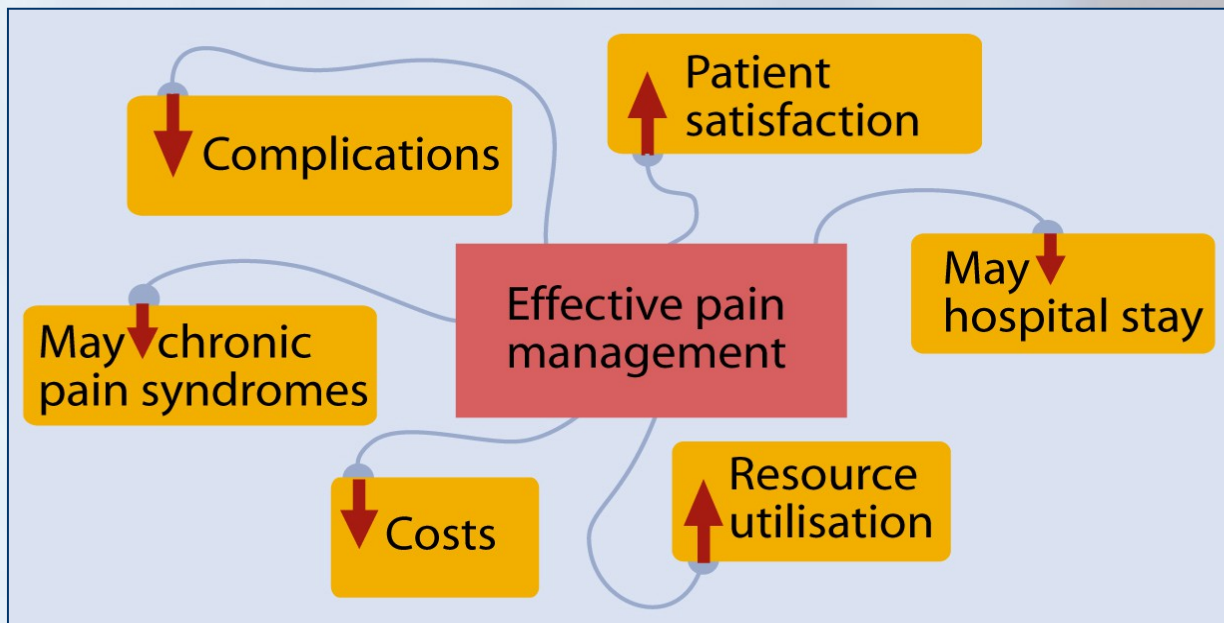 Complications
Patient
satisfaction
May
hospital stay
Effective pain
management
May chronic
pain syndromes
Costs
Resource
utilisation